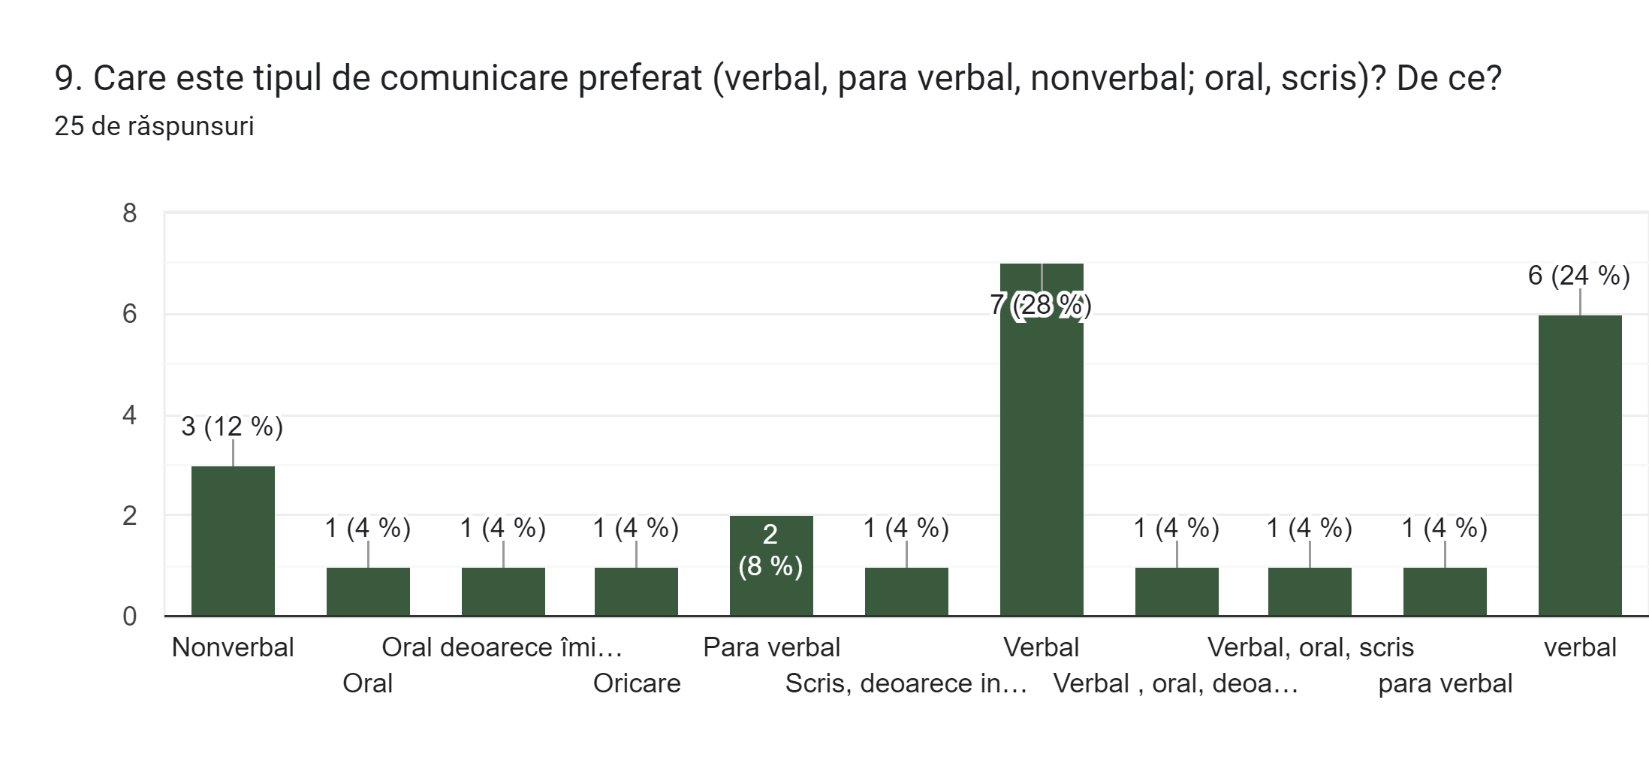 9. Care este tipul de comunicare preferat (verbal, para verbal, nonverbal; oral, scris)? De ce?
25 de răspunsuri
8
6
4
2
0
3 (12 %)
1 (4 %)
1 (4 %)
1 (4 %)
2
(8 %)
1 (4 %)
7 (28 %)
1 (4 %)
1 (4 %)
1 (4 %)
6 (24 %)
Nonverbal
Oral
Oral deoarece îmi…
Oricare
Para verbal
Scris, deoarece in…
Verbal
Verbal , oral, deoa…
Verbal, oral, scris
para verbal
verbal